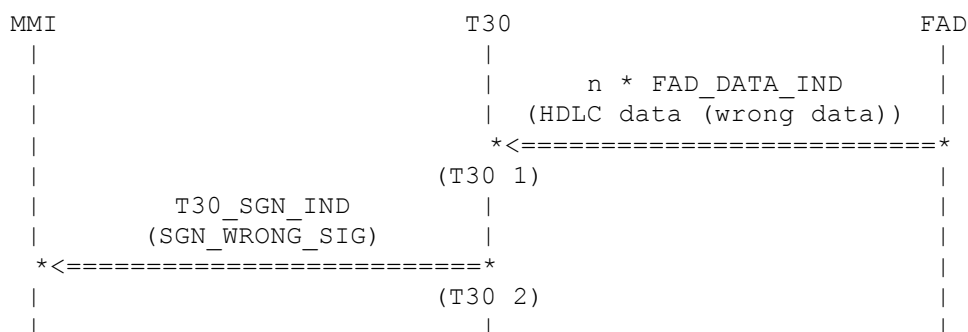 MMI T30 FAD
| | |
| | n * FAD_DATA_IND |
| | (HDLC data (wrong data)) |
| *<==========================*
| (T30 1) |
| T30_SGN_IND | |
| (SGN_WRONG_SIG) | |
*<==========================* |
| (T30 2) |
| | |